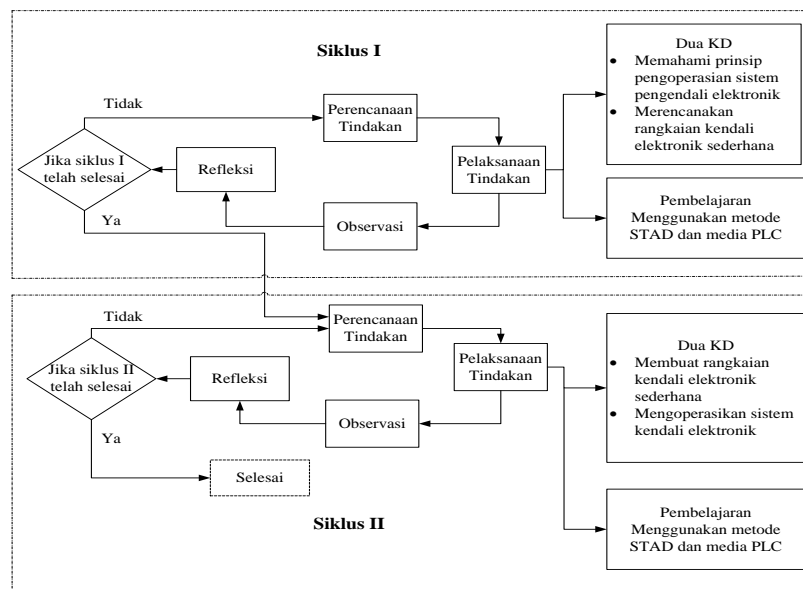 Siklus I
Tidak
Perencanaan
Tindakan
Dua KD
• Memahami prinsip
pengoperasian sistem
pengendali elektronik
• Merencanakan
rangkaian kendali
elektronik sederhana
Jika siklus I
telah selesai
Refleksi
Pelaksanaan
Tindakan
Ya
Observasi
Pembelajaran
Menggunakan metode
STAD dan media PLC
Tidak
Perencanaan
Tindakan
Dua KD
• Membuat rangkaian
kendali elektronik
sederhana
• Mengoperasikan sistem
kendali elektronik
Jika siklus II
telah selesai
Refleksi
Pelaksanaan
Tindakan
Observasi
Ya
Selesai
Siklus II
Pembelajaran
Menggunakan metode
STAD dan media PLC